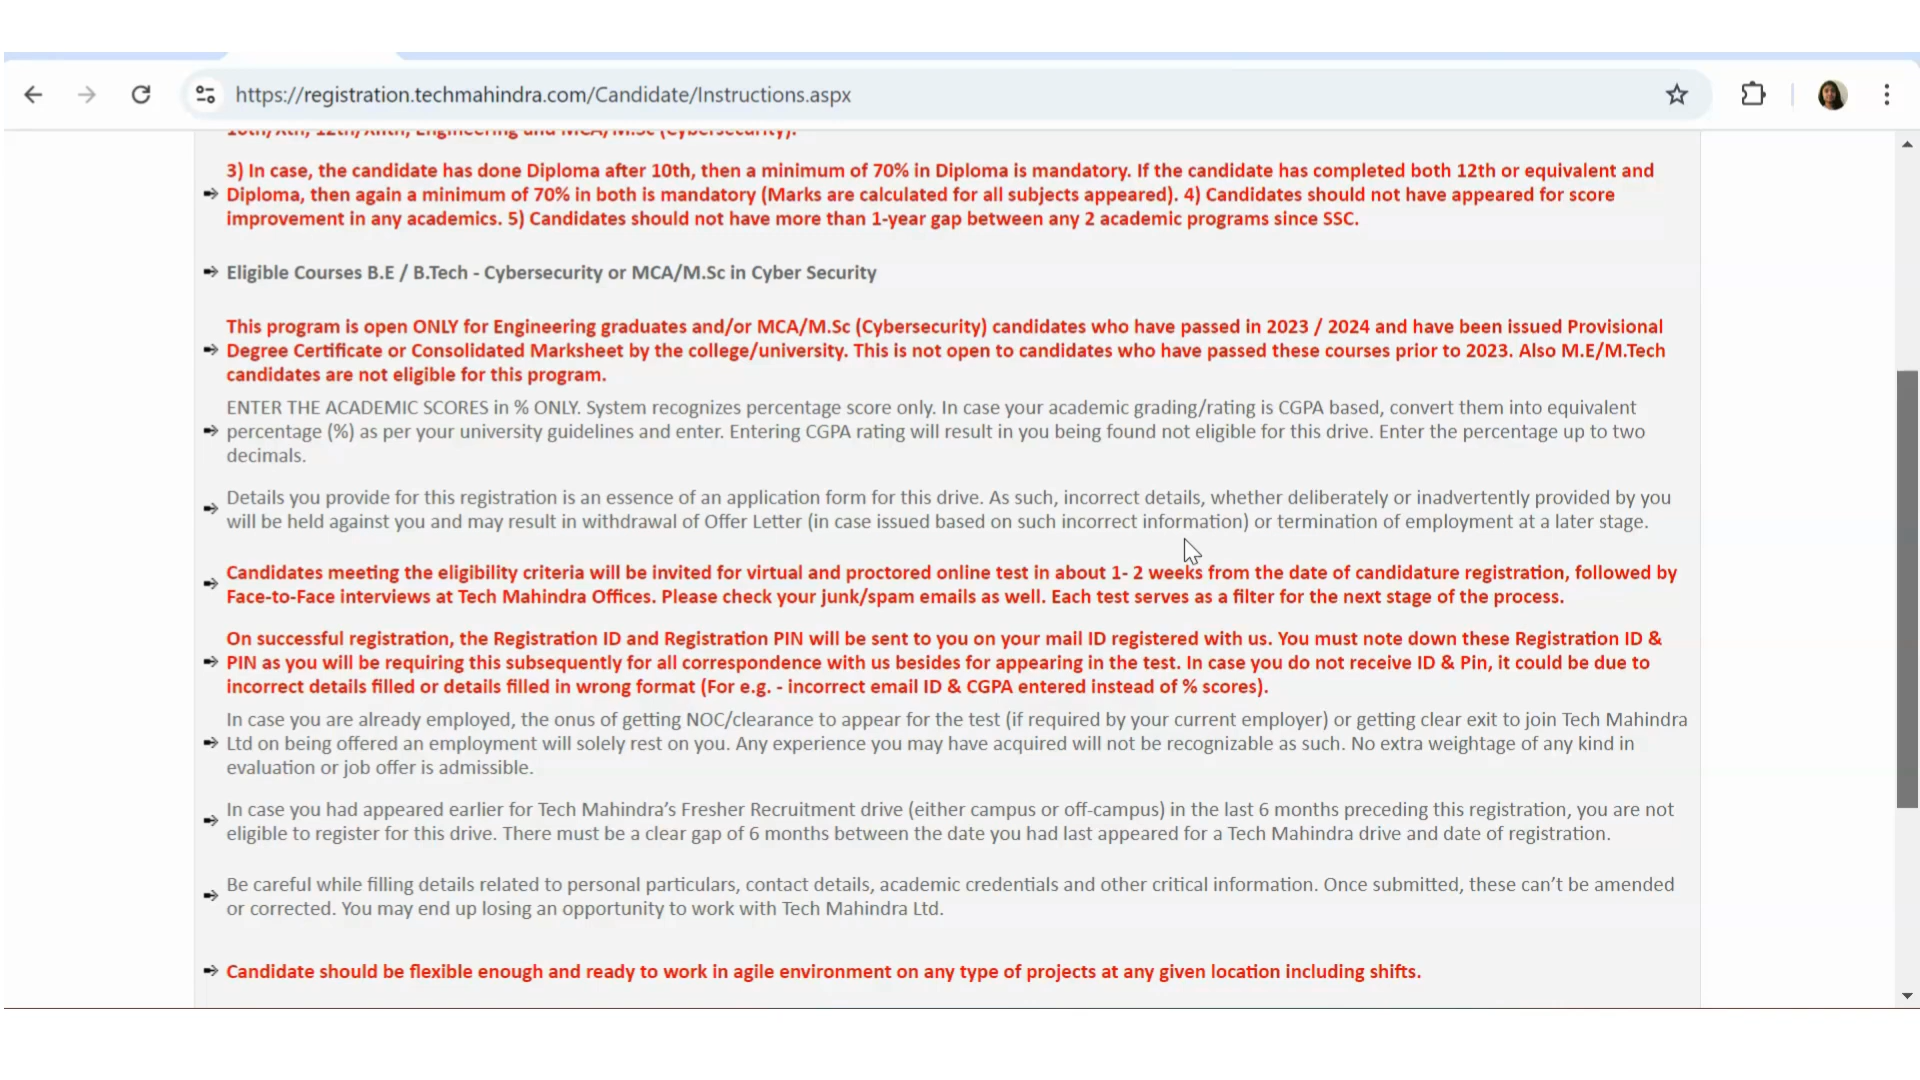 https://registration.techmahindra.com/Candidate/Instructions.aspx
10th/Xth, 12th/XIIth, Engineering and MCA/M.Sc (Cybersecurity).
3) In case, the candidate has done Diploma after 10th, then a minimum of 70% in Diploma is mandatory. If the candidate has completed both 12th or equivalent and
Diploma, then again a minimum of 70% in both is mandatory (Marks are calculated for all subjects appeared). 4) Candidates should not have appeared for score
improvement in any academics. 5) Candidates should not have more than 1-year gap between any 2 academic programs since SSC.
Eligible Courses B.E / B.Tech - Cybersecurity or MCA/M.Sc in Cyber Security
This program is open ONLY for Engineering graduates and/or MCA/M.Sc (Cybersecurity) candidates who have passed in 2023 / 2024 and have been issued Provisional
Degree Certificate or Consolidated Marksheet by the college/university. This is not open to candidates who have passed these courses prior to 2023. Also M.E/M.Tech
candidates are not eligible for this program.
ENTER THE ACADEMIC SCORES in % ONLY. System recognizes percentage score only. In case your academic grading/rating is CGPA based, convert them into equivalent
percentage (%) as per your university guidelines and enter. Entering CGPA rating will result in you being found not eligible for this drive. Enter the percentage up to two
decimals.
Details you provide for this registration is an essence of an application form for this drive. As such, incorrect details, whether deliberately or inadvertently provided by you
will be held against you and may result in withdrawal of Offer Letter (in case issued based on such incorrect information) or termination of employment at a later stage.
Candidates meeting the eligibility criteria will be invited for virtual and proctored online test in about 1- 2 weeks from the date of candidature registration, followed by
Face-to-Face interviews at Tech Mahindra Offices. Please check your junk/spam emails as well. Each test serves as a filter for the next stage of the process.
On successful registration, the Registration ID and Registration PIN will be sent to you on your mail ID registered with us. You must note down these Registration ID &
PIN as you will be requiring this subsequently for all correspondence with us besides for appearing in the test. In case you do not receive ID & Pin, it could be due to
incorrect details filled or details filled in wrong format (For e.g. - incorrect email ID & CGPA entered instead of % scores).
In case you are already employed, the onus of getting NOC/clearance to appear for the test (if required by your current employer) or getting clear exit to join Tech Mahindra
Ltd on being offered an employment will solely rest on you. Any experience you may have acquired will not be recognizable as such. No extra weightage of any kind in
evaluation or job offer is admissible.
In case you had appeared earlier for Tech Mahindra's Fresher Recruitment drive (either campus or off-campus) in the last 6 months preceding this registration, you are not
eligible to register for this drive. There must be a clear gap of 6 months between the date you had last appeared for a Tech Mahindra drive and date of registration.
Be careful while filling details related to personal particulars, contact details, academic credentials and other critical information. Once submitted, these can't be amended
or corrected. You may end up losing an opportunity to work with Tech Mahindra Ltd.
Candidate should be flexible enough and ready to work in agile environment on any type of projects at any given location including shifts.